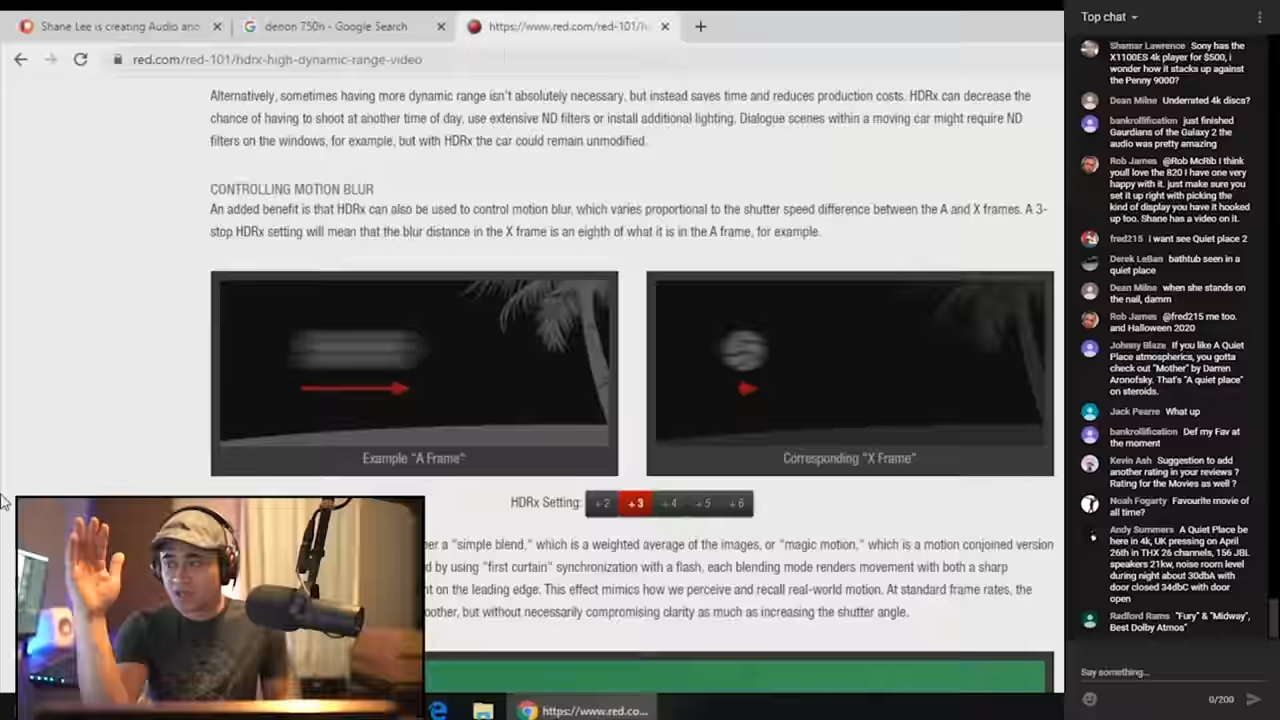 Shane Lee is creating Audio and
denon 750h - Google Search
https://www.red.com/red-101/h
red.com/red-101/hdrx-high-dynamic-range-video
Alternatively, sometimes having more dynamic range isn't absolutely necessary, but instead saves time and reduces production costs. HDRx can decrease the
chance of having to shoot at another time of day, use extensive ND filters or install additional lighting. Dialogue scenes within a moving car might require ND
filters on the windows, for example, but with HDRx the car could remain unmodified.
CONTROLLING MOTION BLUR
An added benefit is that HDRx can also be used to control motion blur, which varies proportional to the shutter speed difference between the A and X frames. A 3-
stop HDRx setting will mean that the blur distance in the X frame is an eighth of what it is in the A frame, for example.
Example "A Frame"
Corresponding "X Frame"
HDRx Setting: +2 +3 +4 +5 +6
er a "simple blend," which is a weighted average of the images, or "magic motion," which is a motion conjoined version
d by using "first curtain" synchronization with a flash, each blending mode renders movement with both a sharp
nt on the leading edge. This effect mimics how we perceive and recall real-world motion. At standard frame rates, the
oother, but without necessarily compromising clarity as much as increasing the shutter angle.
https://www.red.co...
Top chat
Shamar Lawrence Sony has the
X1100ES 4k player for $500, i
wonder how it stacks up against
the Penny 9000?
Dean Milne Underrated 4k discs?
bankrollification just finished
Gaurdians of the Galaxy 2 the
audio was pretty amazing
Rob James @Rob McRib I think
youll love the 820 I have one very
happy with it. just make sure you
set it up right with picking the
kind of display you have it hooked
up too. Shane has a video on it.
fred215 i want see Quiet place 2
Derek LeBan bathtub seen in a
quiet place
Dean Milne when she stands on
the nail, damm
Rob James @fred215 me too.
and Halloween 2020
Johnny Blaze If you like A Quiet
Place atmospherics, you gotta
check out "Mother" by Darren
Aronofsky. That's "A quiet place"
on steroids.
Jack Pearre What up
bankrollification Def my Fav at
the moment
Kevin Ash Suggestion to add
another rating in your reviews ?
Rating for the Movies as well ?
Noah Fogarty Favourite movie of
all time?
Andy Summers A Quiet Place be
here in 4k, UK pressing on April
26th in THX 26 channels, 156 JBL
speakers 21kw, noise room level
during night about 30dbA with
door closed 34dbC with door
open
Radford Rams "Fury" & "Midway",
Best Dolby Atmos"
Say something...
0/200